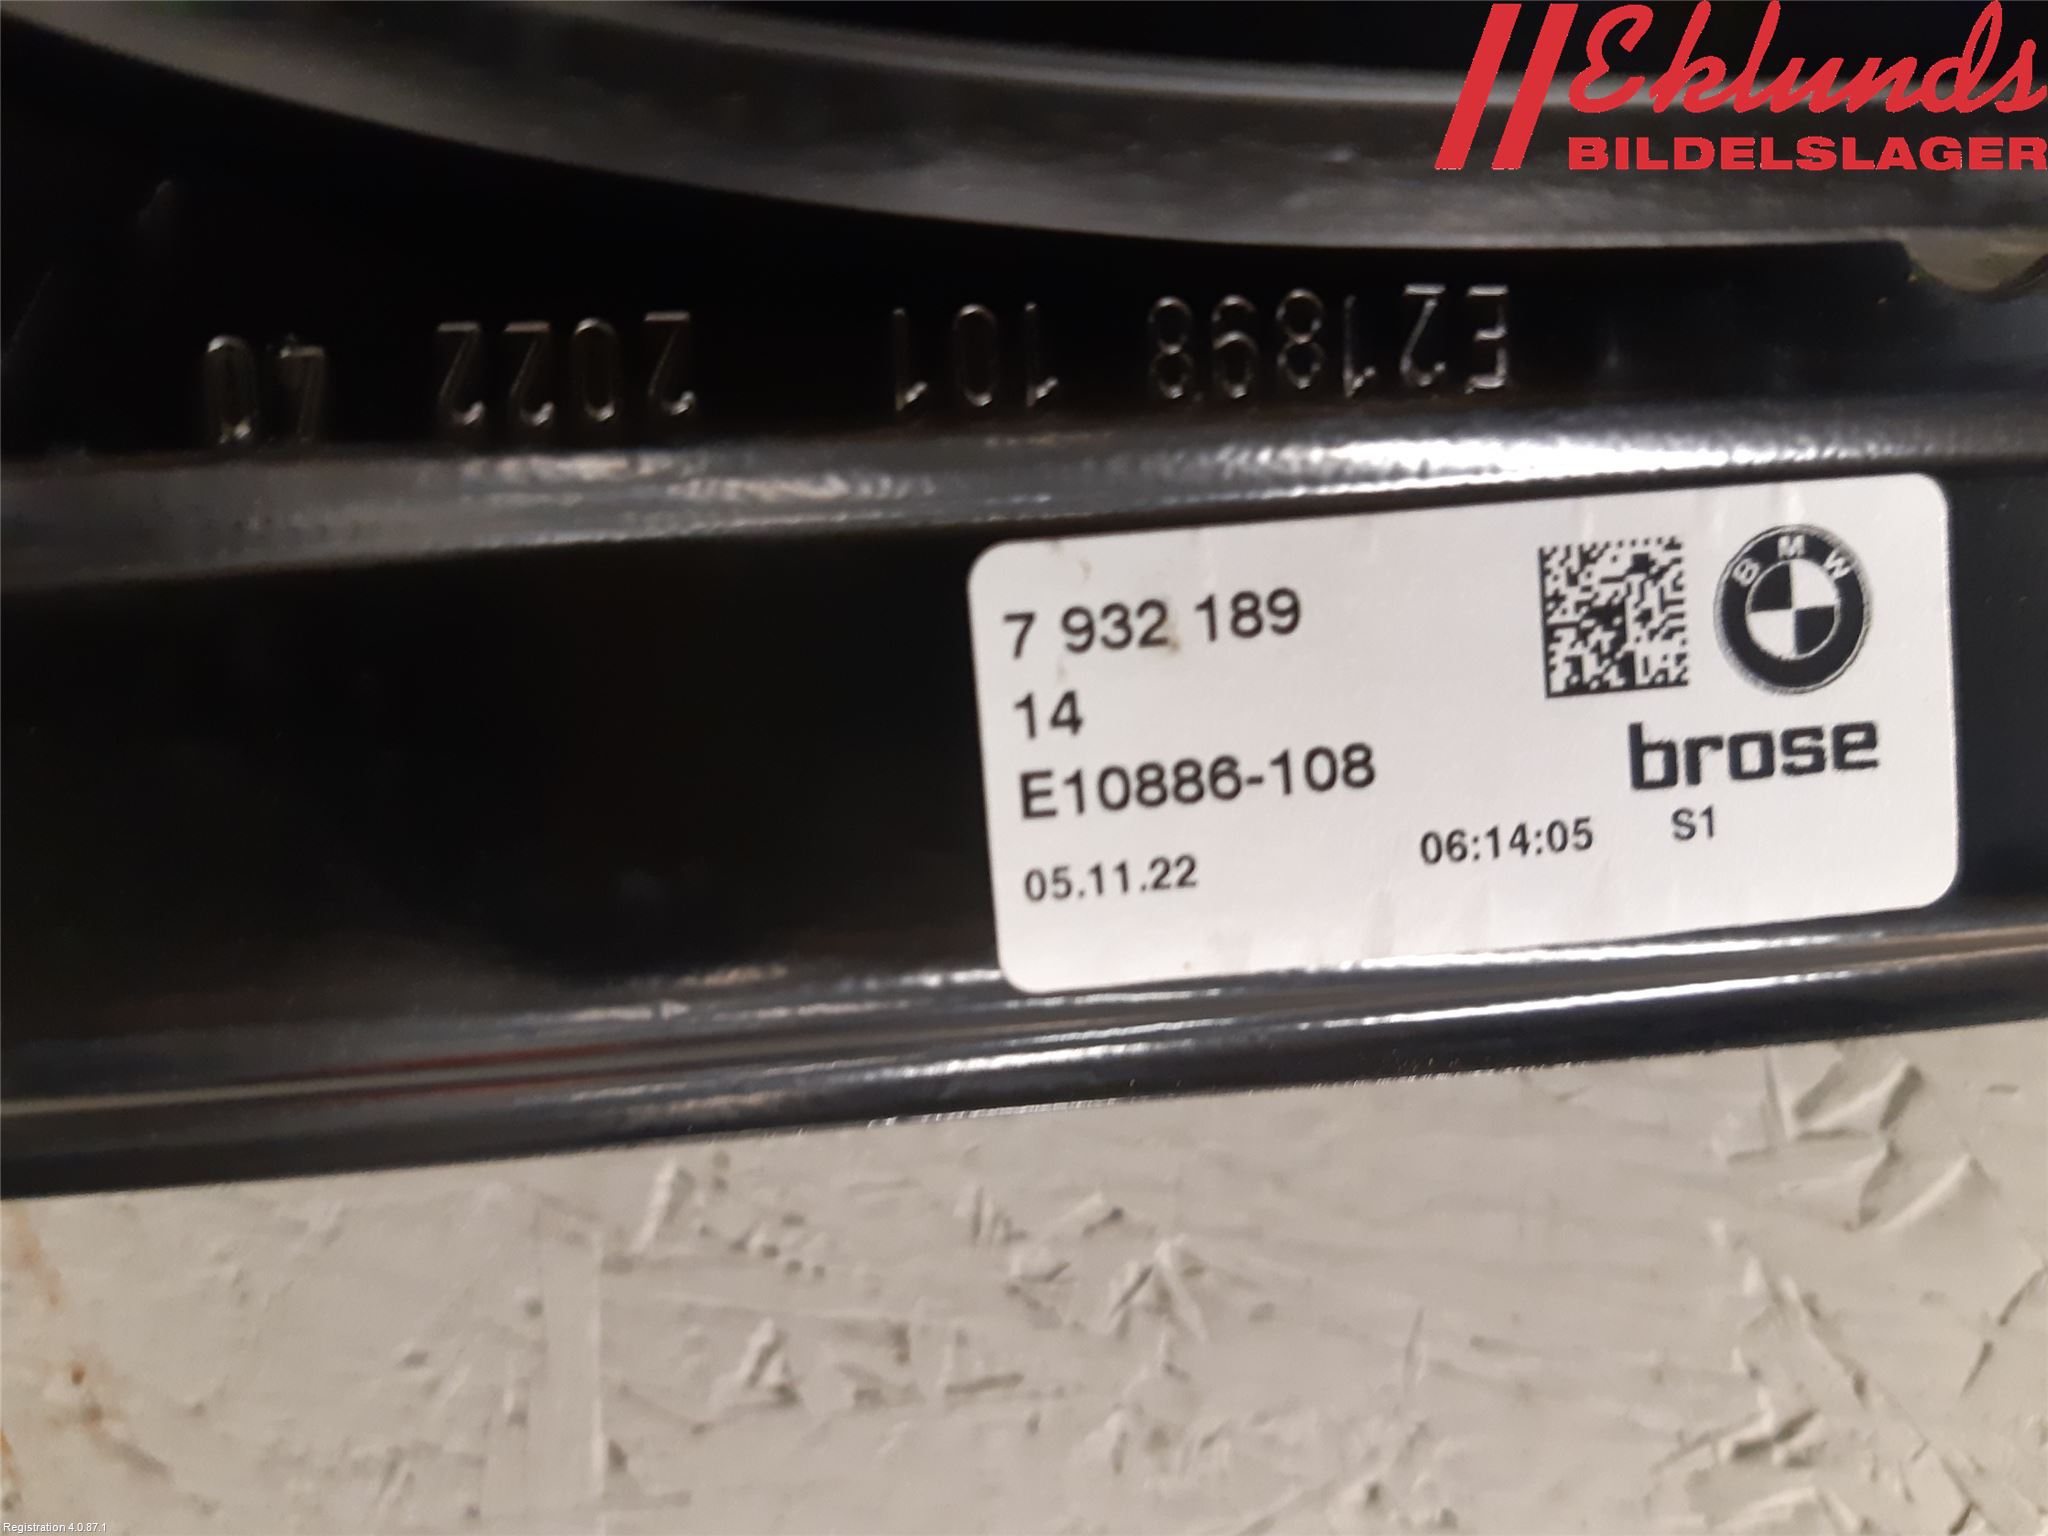 Eklunds
BILDELSLAGER
E21898 101 2022 40
BMW
7 932 189
14
brose
E10886-108
06:14:05 S1
05.11.22
Registration 4.0.87.1